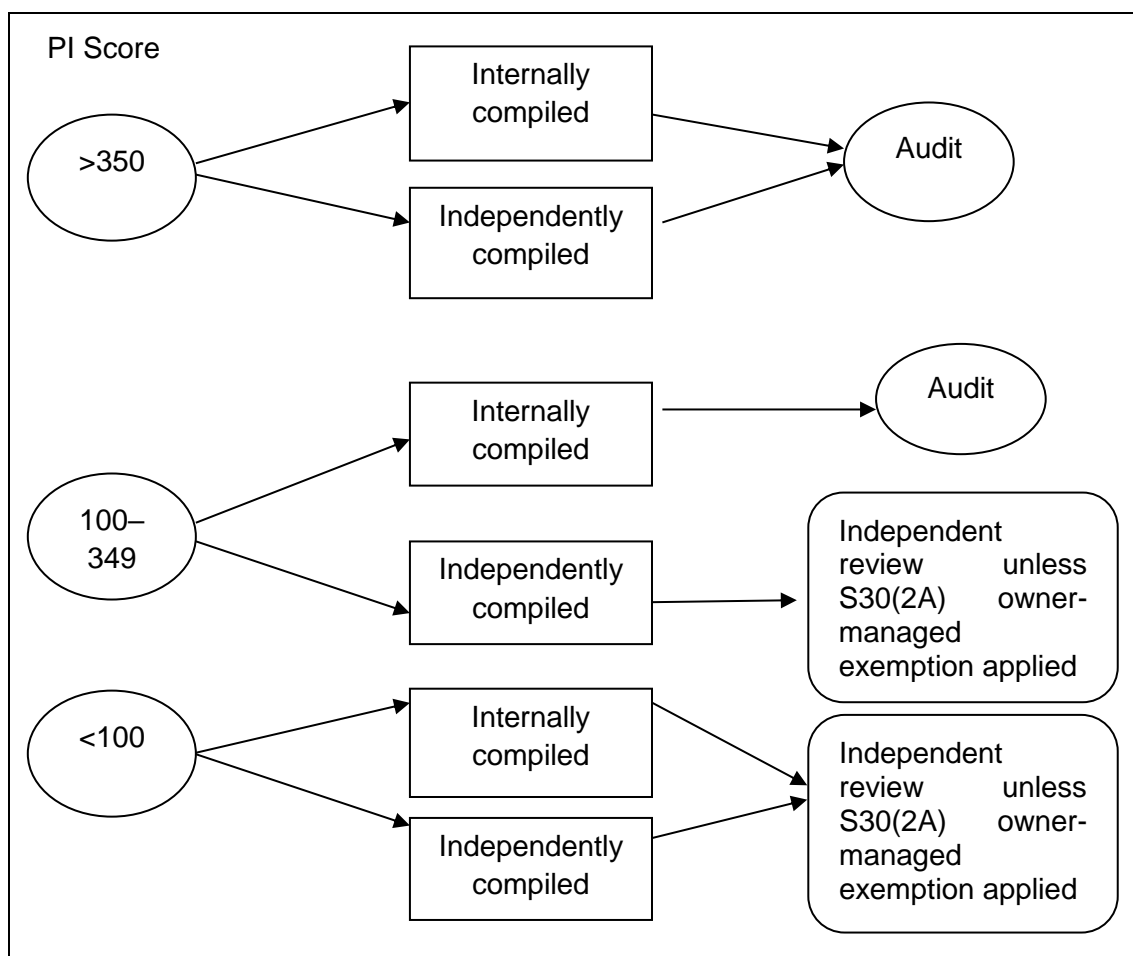 PI Score
>350
Internally
compiled
Independently
compiled
Audit
100–
349
Internally
compiled
Audit
Independently
compiled
Independent
review unless
S30(2A) owner-
managed
exemption applied
<100
Internally
compiled
Independently
compiled
Independent
review unless
S30(2A) owner-
managed
exemption applied